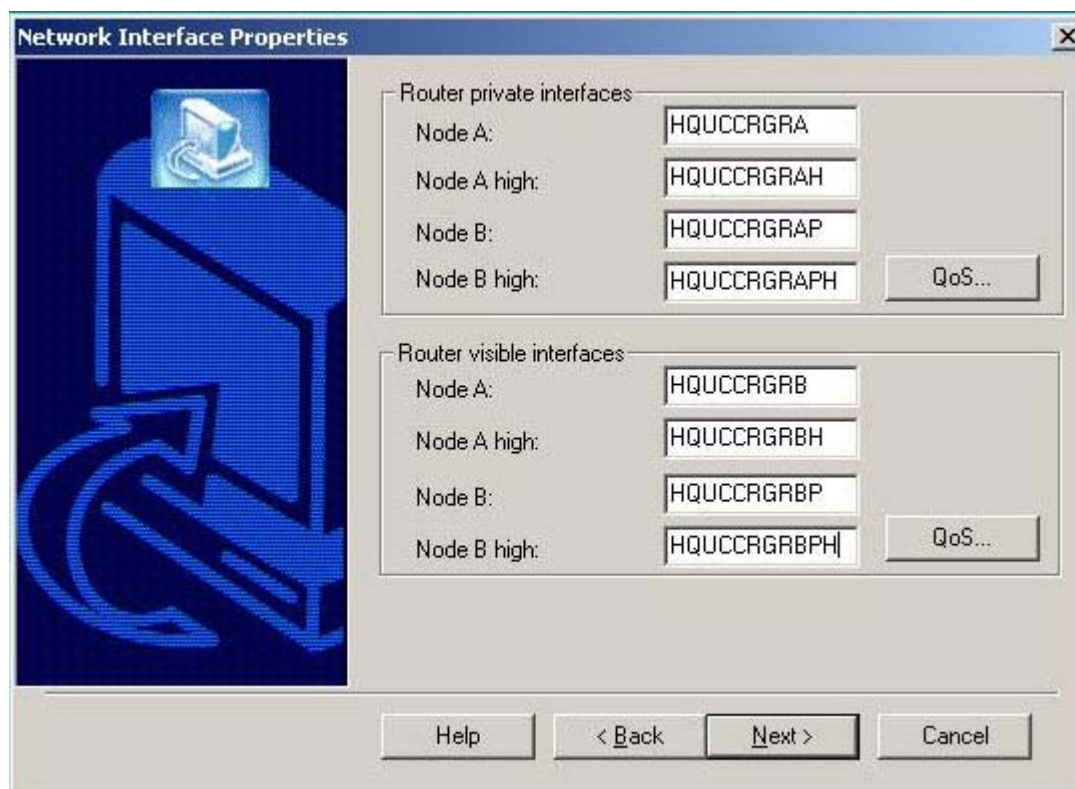 Network Interface Properties
Router private interfaces
Node A: HQUCCRGRA
Node A high: HQUCCRGRAH
Node B: HQUCCRGRAP
Node B high: HQUCCRGRAPH QoS...
Router visible interfaces
Node A: HQUCCRGRB
Node A high: HQUCCRGRBH
Node B: HQUCCRGRBP
Node B high: HQUCCRGRBPH QoS...
Help < Back Next > Cancel